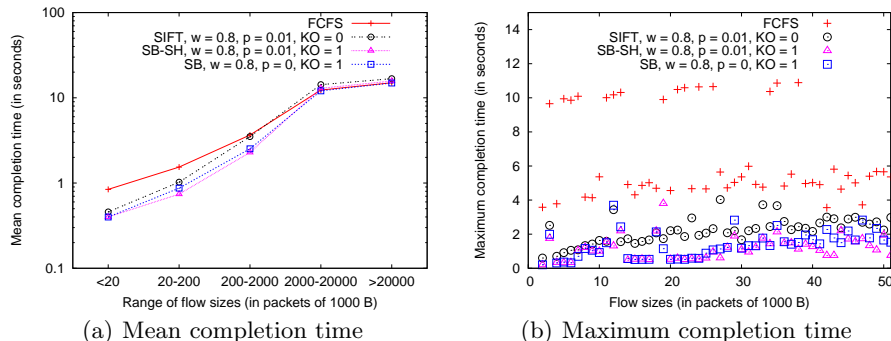 Mean completion time (in seconds)
100
10
1
0.1
<20
20-200
200-2000
2000-20000
>20000
Range of flow sizes (in packets of 1000 B)
FCFS
SIFT, w = 0.8, p = 0.01, KO = 0
SB-SH, w = 0.8, p = 0.01, KO = 1
SB, w = 0.8, p = 0, KO = 1
(a) Mean completion time
Maximum completion time (in seconds)
14
12
10
8
6
4
2
0
0
10
20
30
40
50
Flow sizes (in packets of 1000 B)
FCFS
SIFT, w = 0.8, p = 0.01, KO = 0
SB-SH, w = 0.8, p = 0.01, KO = 1
SB, w = 0.8, p = 0, KO = 1
(b) Maximum completion time